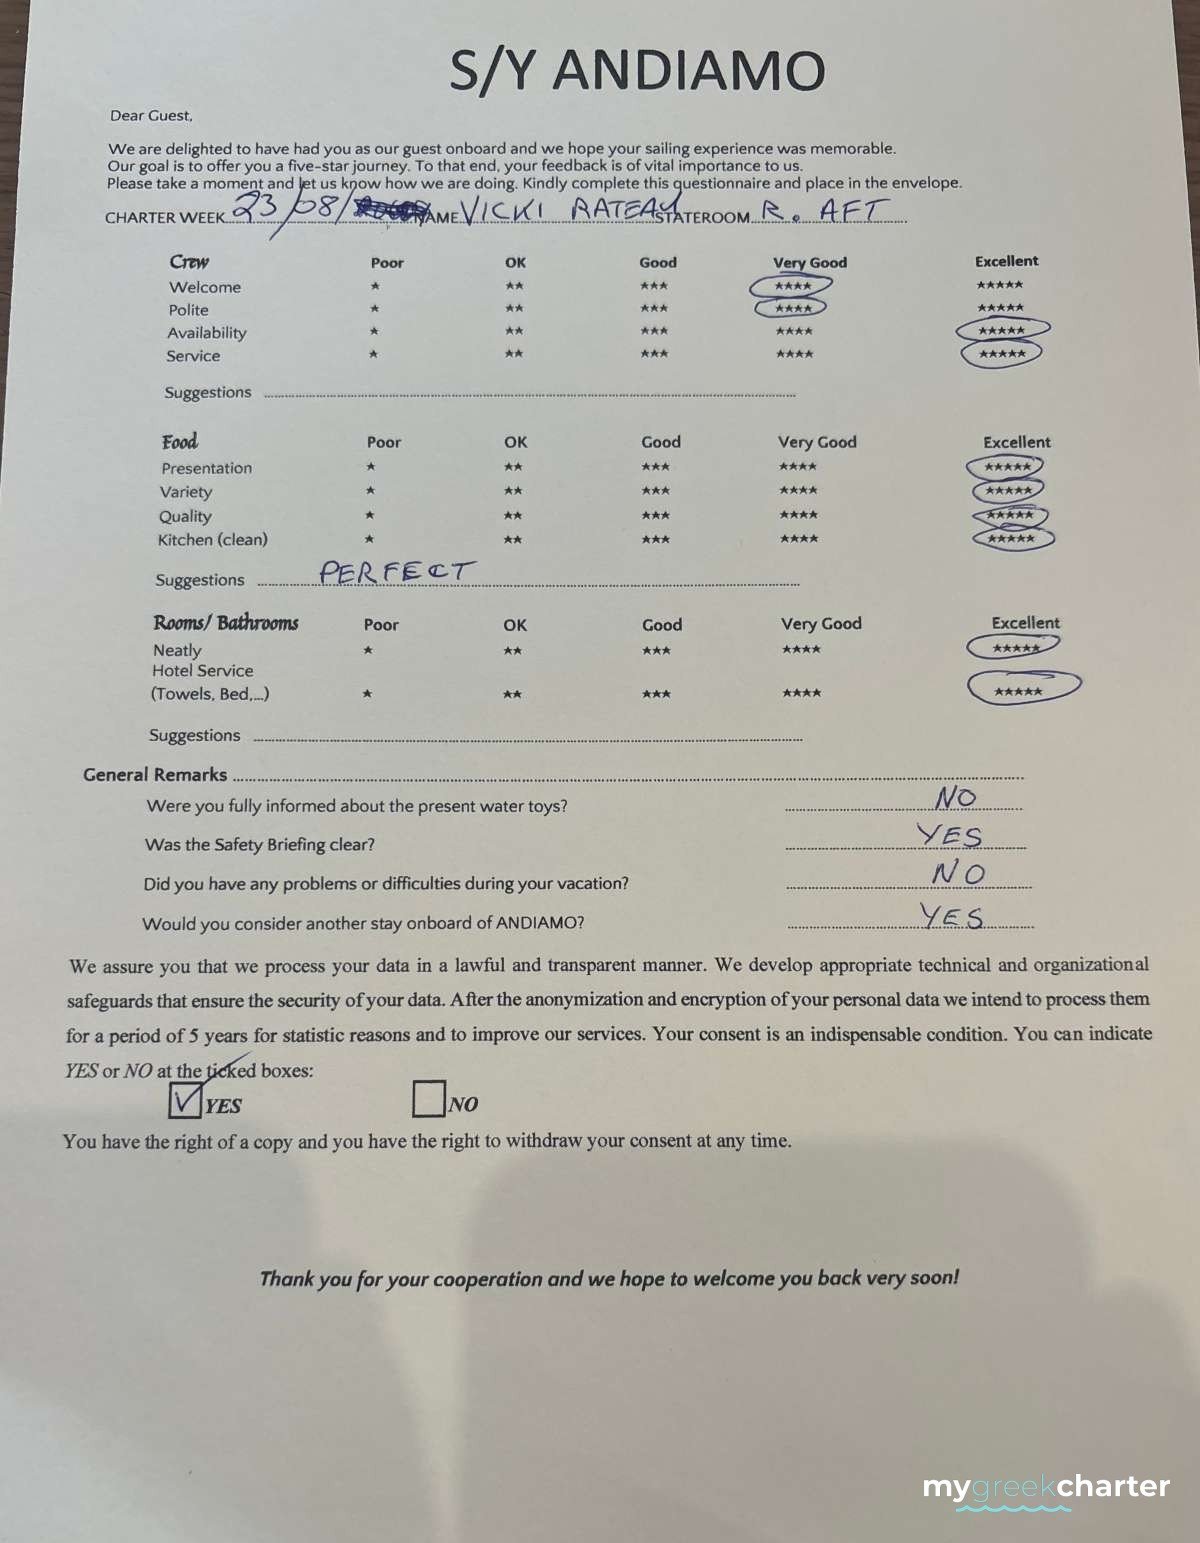 S/Y ANDIAMO
Dear Guest,
We are delighted to have had you as our guest onboard and we hope your sailing experience was memorable.
Our goal is to offer you a five-star journey. To that end, your feedback is of vital importance to us.
Please take a moment and let us know how we are doing. Kindly complete this questionnaire and place in the envelope.
CHARTER WEEK 23/08/ NAME VICKI RATEAU STATEROOM R. AFT
Crew Poor OK Good Very Good Excellent
Welcome ★ ★★ ★★★ ★★★★ ★★★★★
Polite ★ ★★ ★★★ ★★★★ ★★★★★
Availability ★ ★★ ★★★ ★★★★ ★★★★★
Service ★ ★★ ★★★ ★★★★ ★★★★★
Suggestions
Food Poor OK Good Very Good Excellent
Presentation ★ ★★ ★★★ ★★★★ ★★★★★
Variety ★ ★★ ★★★ ★★★★ ★★★★★
Quality ★ ★★ ★★★ ★★★★ ★★★★★
Kitchen (clean) ★ ★★ ★★★ ★★★★ ★★★★★
Suggestions PERFECT
Rooms/ Bathrooms Poor OK Good Very Good Excellent
Neatly ★ ★★ ★★★ ★★★★ ★★★★★
Hotel Service
(Towels, Bed,...) ★ ★★ ★★★ ★★★★ ★★★★★
Suggestions
General Remarks
Were you fully informed about the present water toys? NO
Was the Safety Briefing clear? YES
Did you have any problems or difficulties during your vacation? NO
Would you consider another stay onboard of ANDIAMO? YES
We assure you that we process your data in a lawful and transparent manner. We develop appropriate technical and organizational
safeguards that ensure the security of your data. After the anonymization and encryption of your personal data we intend to process them
for a period of 5 years for statistic reasons and to improve our services. Your consent is an indispensable condition. You can indicate
YES or NO at the ticked boxes:
YES NO
You have the right of a copy and you have the right to withdraw your consent at any time.
Thank you for your cooperation and we hope to welcome you back very soon!
mygreekcharter